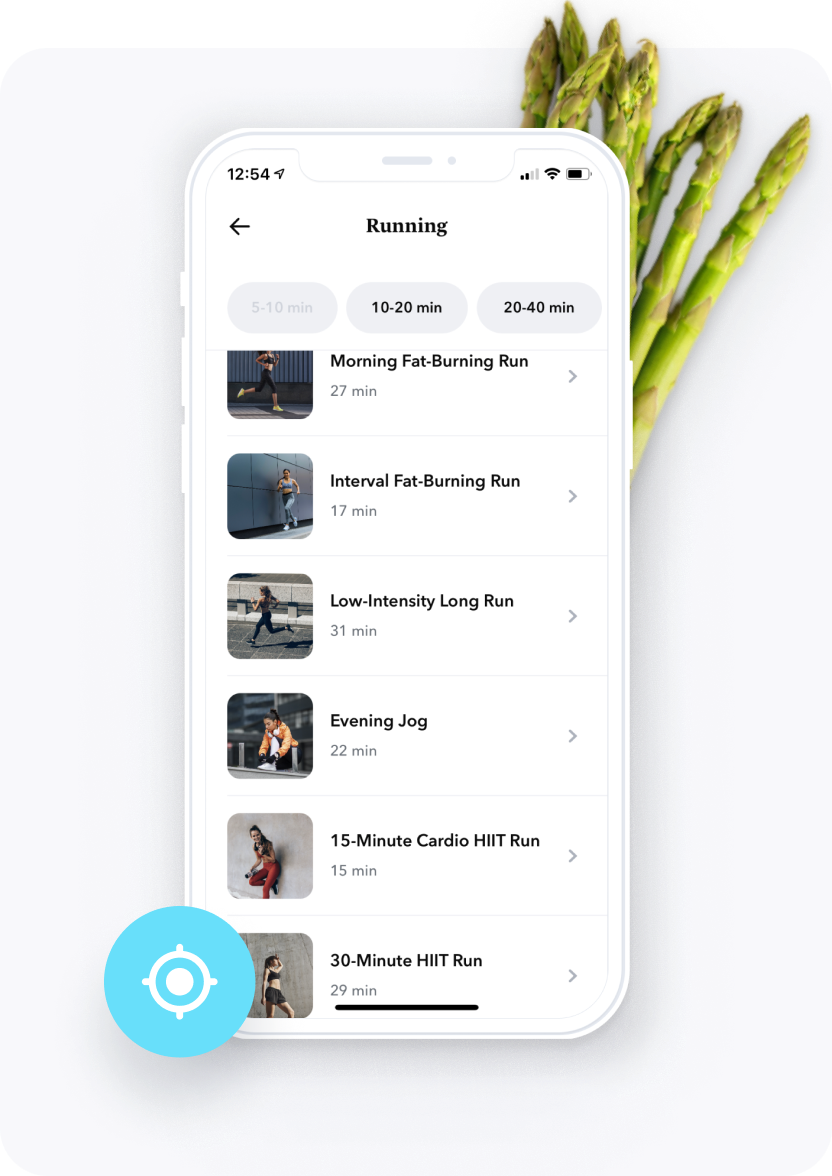 12:54
Running
5-10 min
10-20 min
20-40 min
Morning Fat-Burning Run
27 min
Interval Fat-Burning Run
17 min
Low-Intensity Long Run
31 min
Evening Jog
22 min
15-Minute Cardio HIIT Run
15 min
30-Minute HIIT Run
29 min